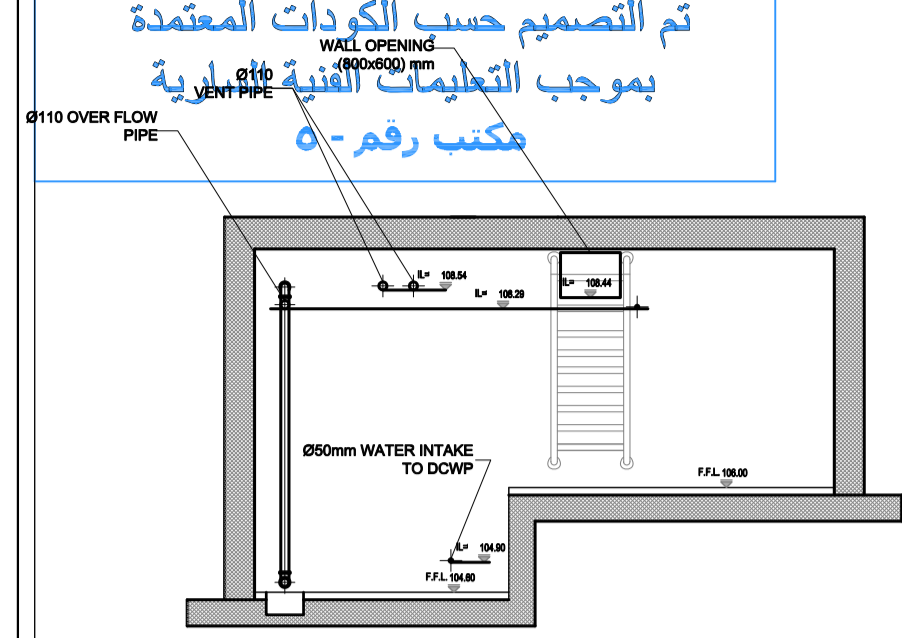 تم التصميم حسب الكودات المعتمدة
بموجب التعليمات الفنية السارية
مكتب رقم - ٥
WALL OPENING
(800x600) mm
Ø110
VENT PIPE
Ø110 OVER FLOW
PIPE
IL= 108.54
IL= 108.29
IL= 108.44
Ø50mm WATER INTAKE
TO DCWP
F.F.L. 106.00
IL= 104.90
F.F.L. 104.80